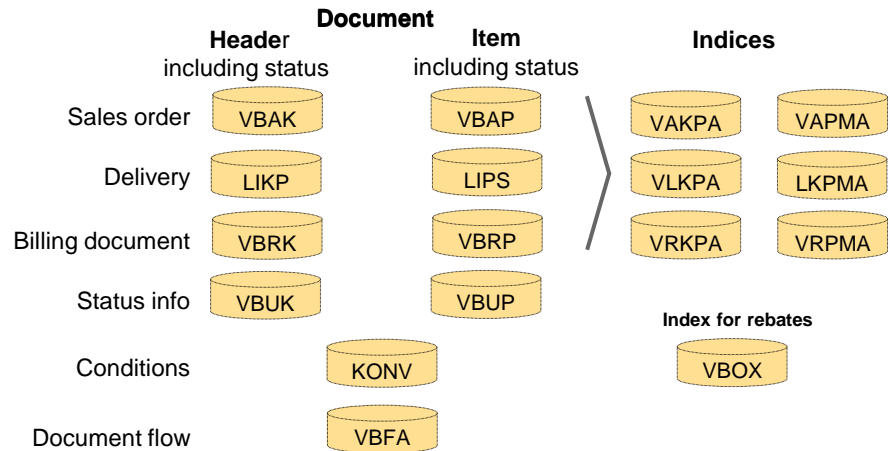 Document
Header Item Indices
including status including status
Sales order VBAK VBAP VAKPA VAPMA
Delivery LIKP LIPS VLKPA LKPMA
Billing document VBRK VBRP VRKPA VRPMA
Status info VBUK VBUP
Index for rebates
Conditions KONV VBOX
Document flow VBFA